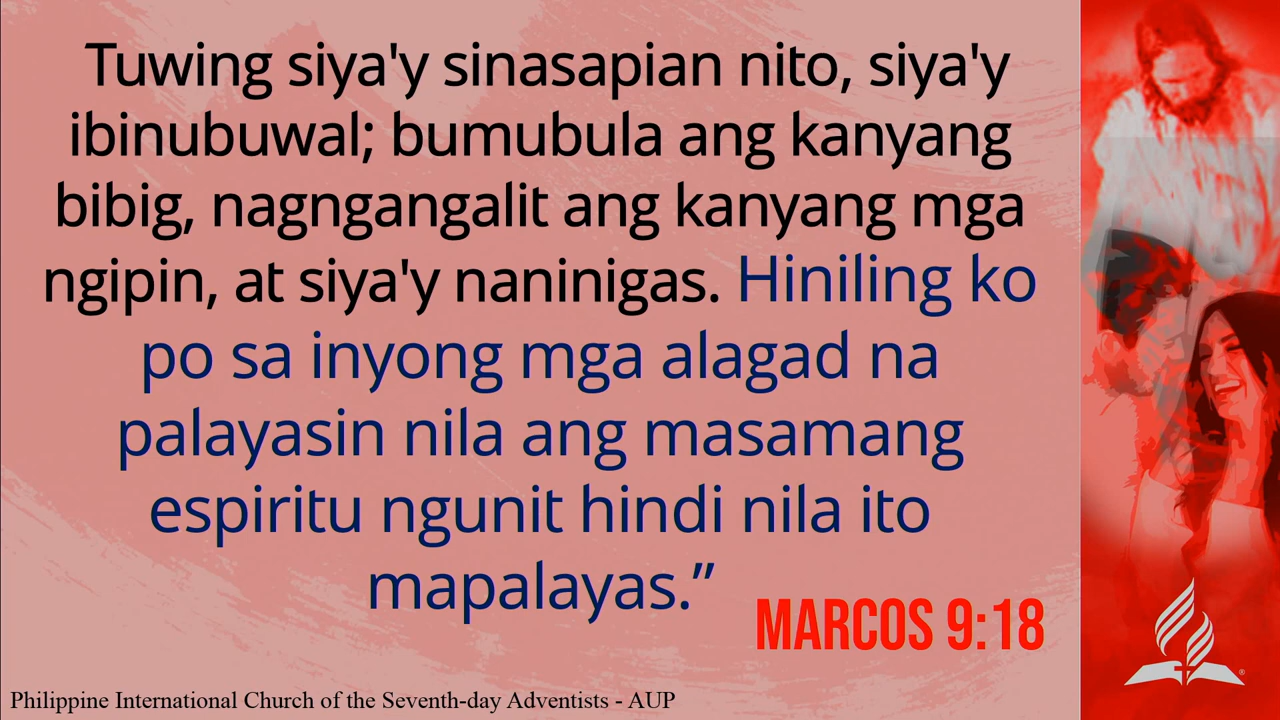 Tuwing siya'y sinasapian nito, siya'y
ibinubuwal; bumubula ang kanyang
bibig, nagngangalit ang kanyang mga
ngipin, at siya'y naninigas. Hiniling ko
po sa inyong mga alagad na
palayasin nila ang masamang
espiritu ngunit hindi nila ito
mapalayas.”
MARCOS 9:18
Philippine International Church of the Seventh-day Adventists - AUP
®